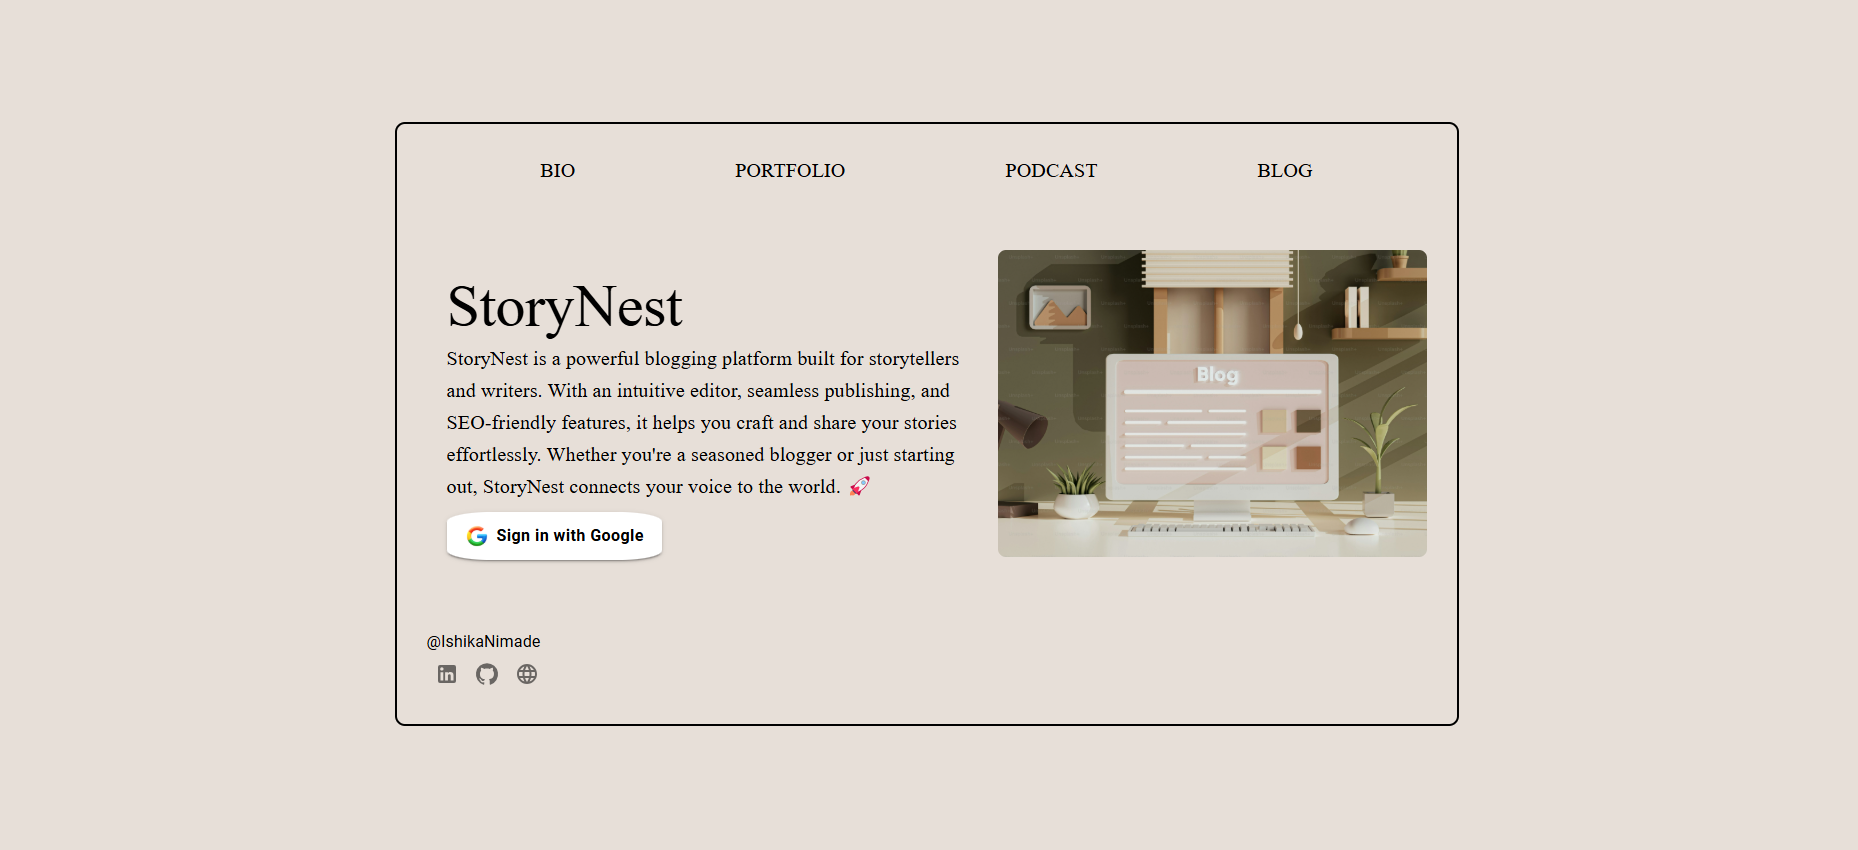 BIO PORTFOLIO PODCAST BLOG
StoryNest
StoryNest is a powerful blogging platform built for storytellers
and writers. With an intuitive editor, seamless publishing, and
SEO-friendly features, it helps you craft and share your stories
effortlessly. Whether you're a seasoned blogger or just starting
out, StoryNest connects your voice to the world. 🚀
Sign in with Google
Blog
@IshikaNimade
in